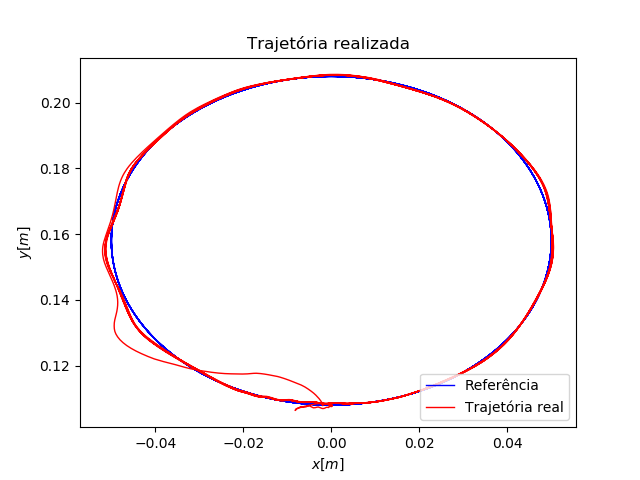 Trajetória realizada
y[m]
0.20
0.18
0.16
0.14
0.12
Referência
Trajetória real
−0.04
−0.02
0.00
0.02
0.04
x[m]